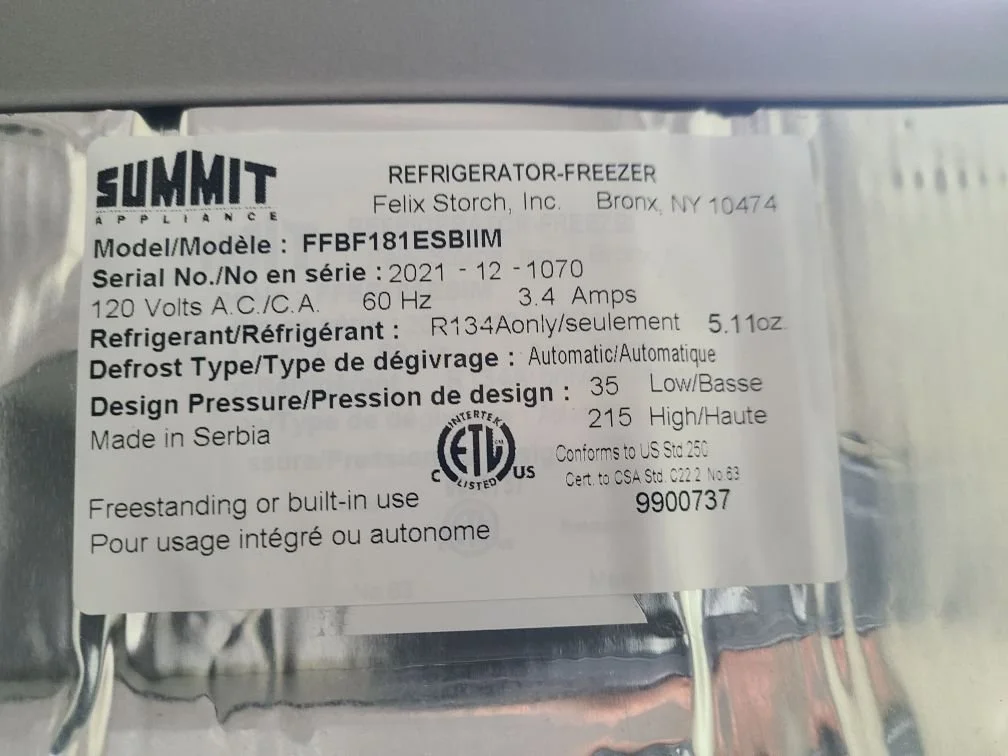 SUMMIT
APPLIANCE
REFRIGERATOR-FREEZER
Felix Storch, Inc. Bronx, NY 10474
Model/Modèle : FFBF181ESBIIM
Serial No./No en série : 2021 - 12 - 1070
120 Volts A.C./C.A. 60 Hz 3.4 Amps
Refrigerant/Réfrigérant : R134Aonly/seulement 5.11oz.
Defrost Type/Type de dégivrage : Automatic/Automatique
Design Pressure/Pression de design : 35 Low/Basse
215 High/Haute
Made in Serbia
INTERTEK
ETL CM
LISTED
C US
Conforms to US Std 250
Cert. to CSA Std. C22.2 No.63
9900737
Freestanding or built-in use
Pour usage intégré ou autonome